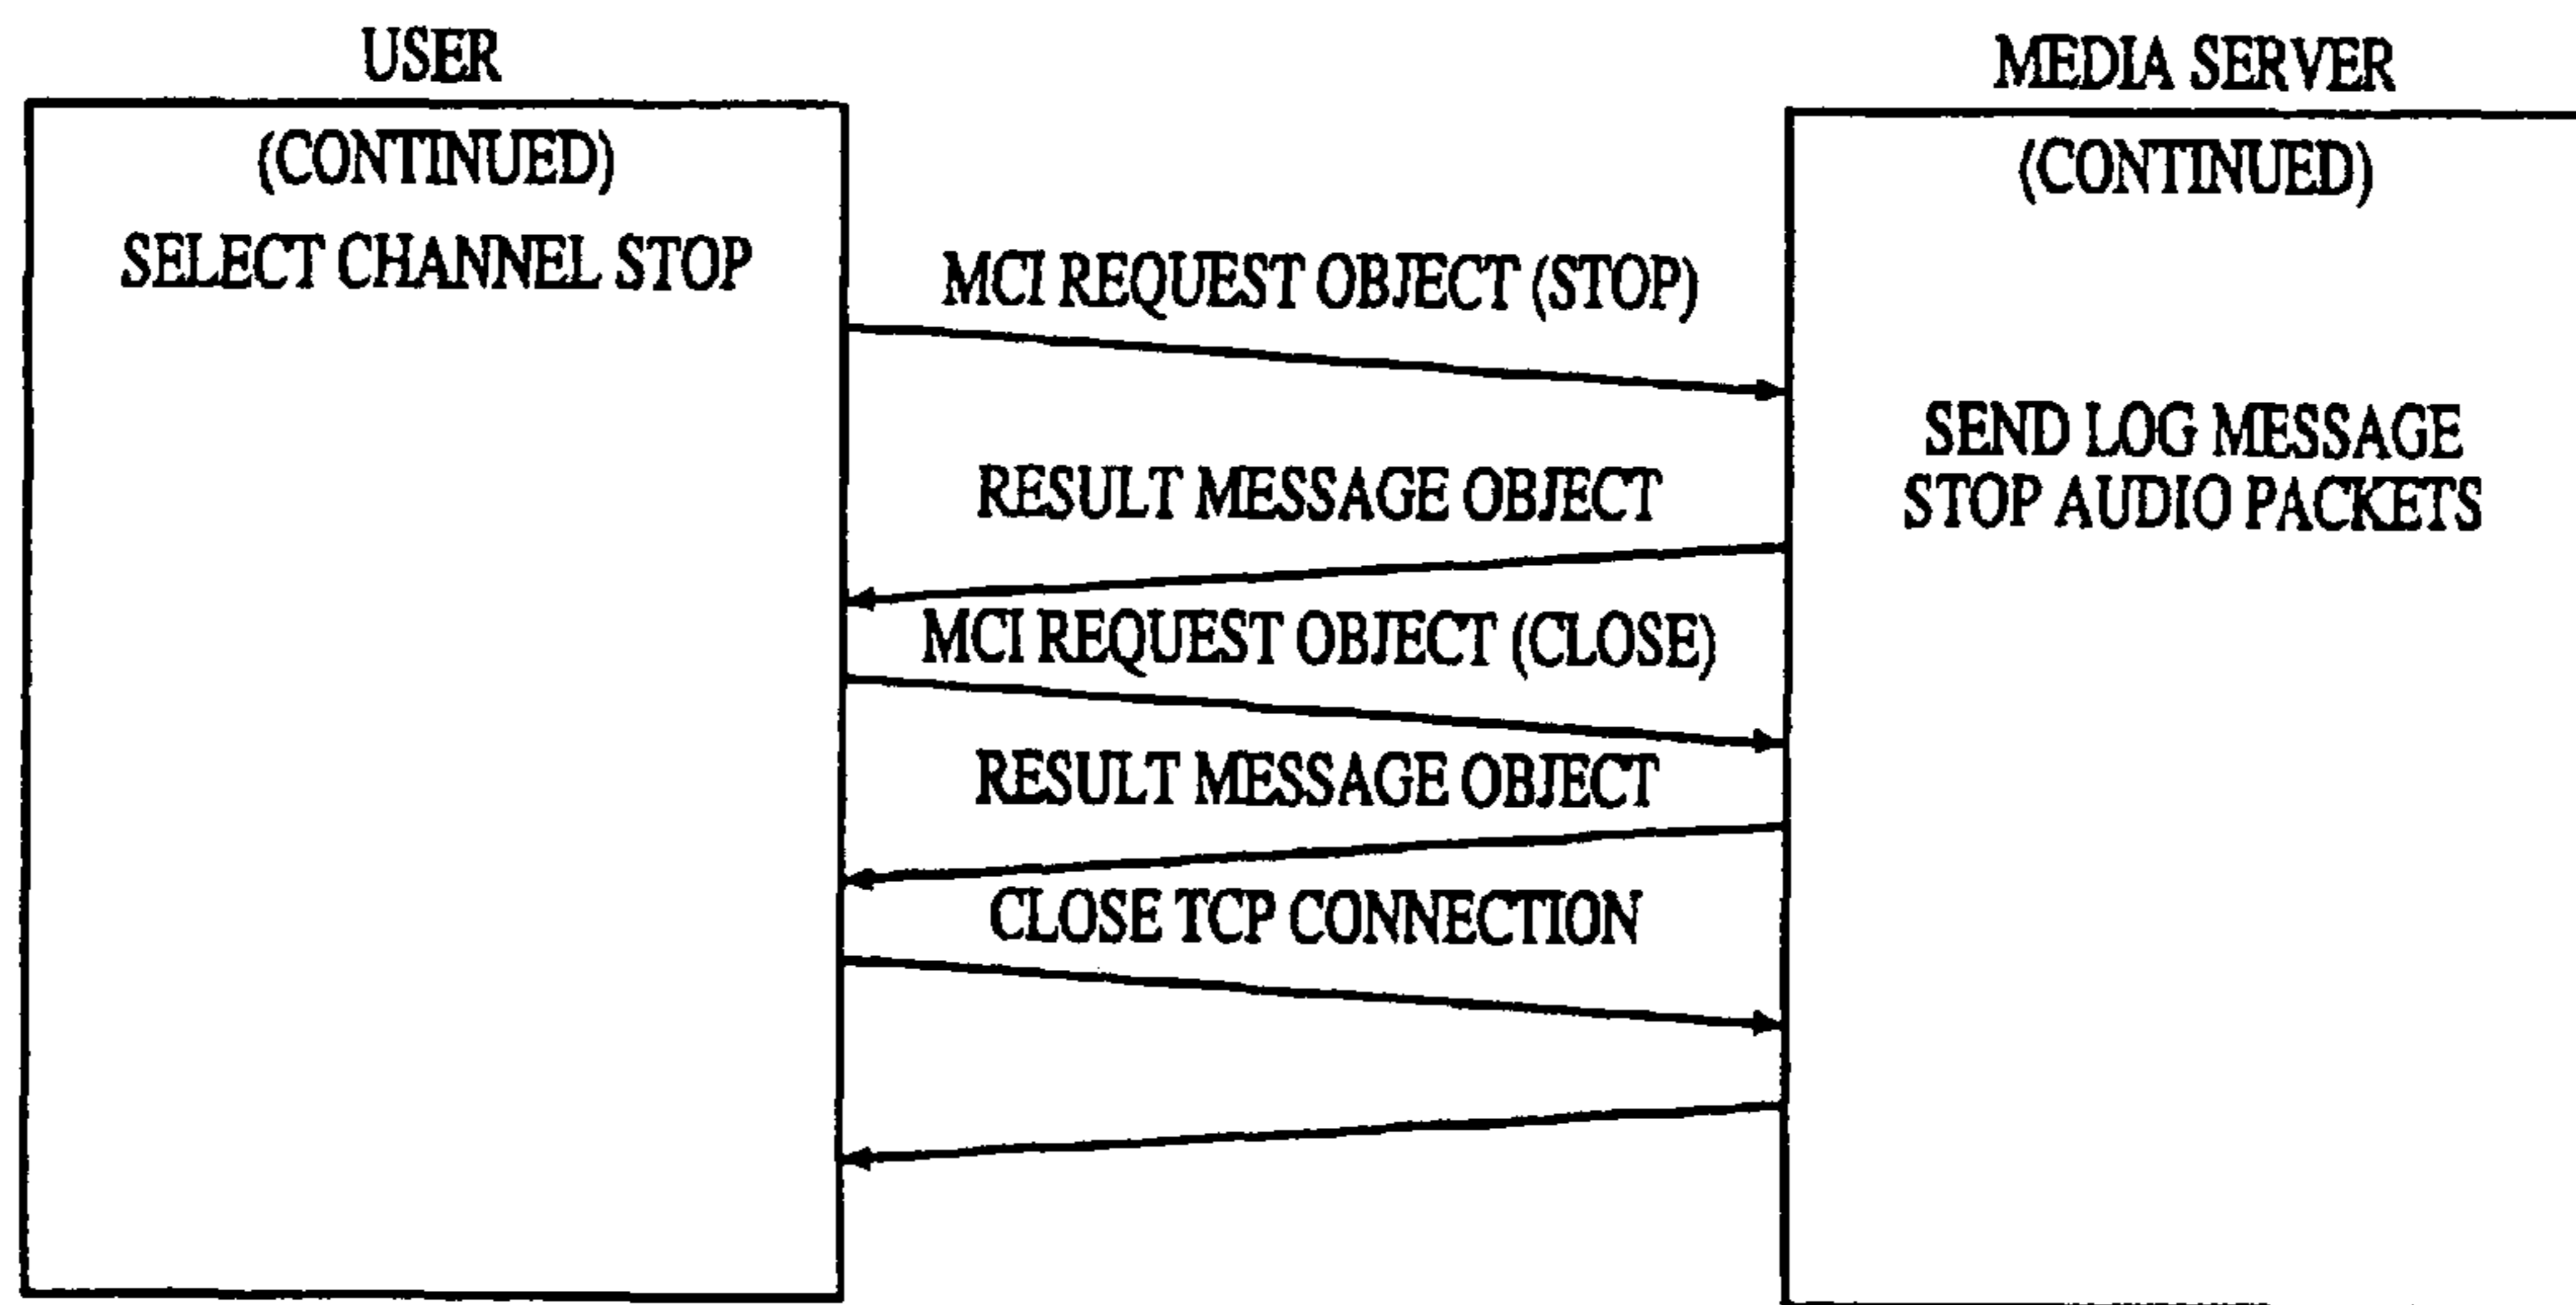 USER
(CONTINUED)
SELECT CHANNEL STOP
MCI REQUEST OBJECT (STOP)
RESULT MESSAGE OBJECT
MCI REQUEST OBJECT (CLOSE)
RESULT MESSAGE OBJECT
CLOSE TCP CONNECTION
MEDIA SERVER
(CONTINUED)
SEND LOG MESSAGE
STOP AUDIO PACKETS